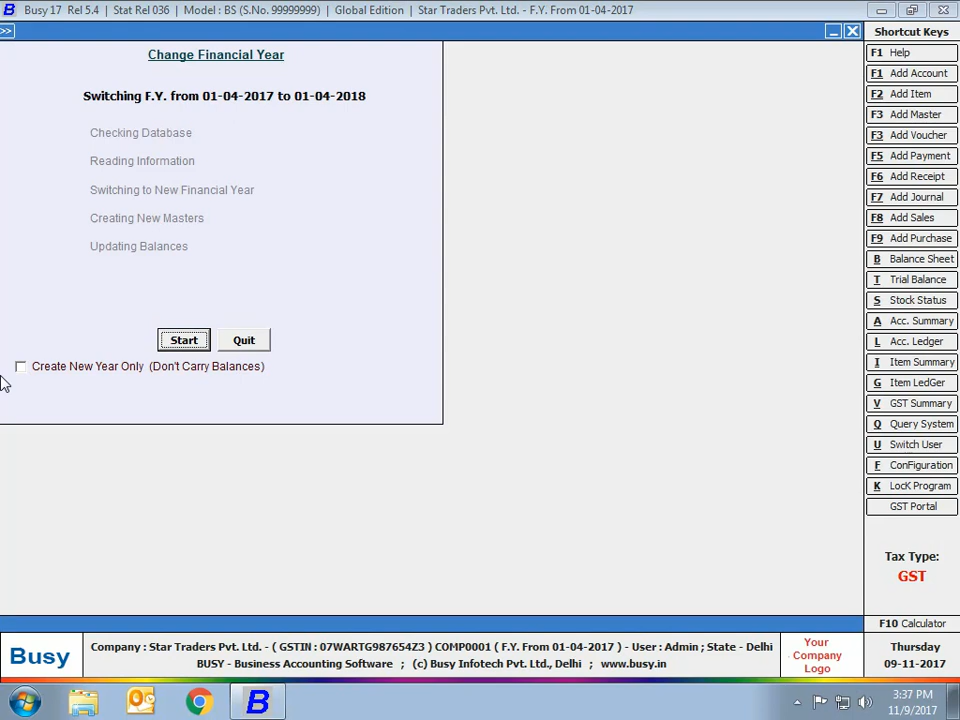 Busy 17 Rel 5.4 | Stat Rel 036 | Model : BS (S.No. 99999999) | Global Edition | Star Traders Pvt. Ltd. - F.Y. From 01-04-2017
>>
Change Financial Year
Switching F.Y. from 01-04-2017 to 01-04-2018
Checking Database
Reading Information
Switching to New Financial Year
Creating New Masters
Updating Balances
Start
Quit
Create New Year Only (Don't Carry Balances)
Shortcut Keys
F1 Help
F1 Add Account
F2 Add Item
F3 Add Master
F3 Add Voucher
F5 Add Payment
F6 Add Receipt
F7 Add Journal
F8 Add Sales
F9 Add Purchase
B Balance Sheet
T Trial Balance
S Stock Status
A Acc. Summary
L Acc. Ledger
I Item Summary
G Item LedGer
V GST Summary
Q Query System
U Switch User
F ConFiguration
K LocK Program
GST Portal
Tax Type:
GST
F10 Calculator
Busy
Company : Star Traders Pvt. Ltd. - ( GSTIN : 07WARTG987654Z3 ) COMP0001 ( F.Y. From 01-04-2017 ) - User : Admin ; State - Delhi
BUSY - Business Accounting Software ; (c) Busy Infotech Pvt. Ltd., Delhi ; www.busy.in
Your
Company
Logo
Thursday
09-11-2017
B
3:37 PM
11/9/2017